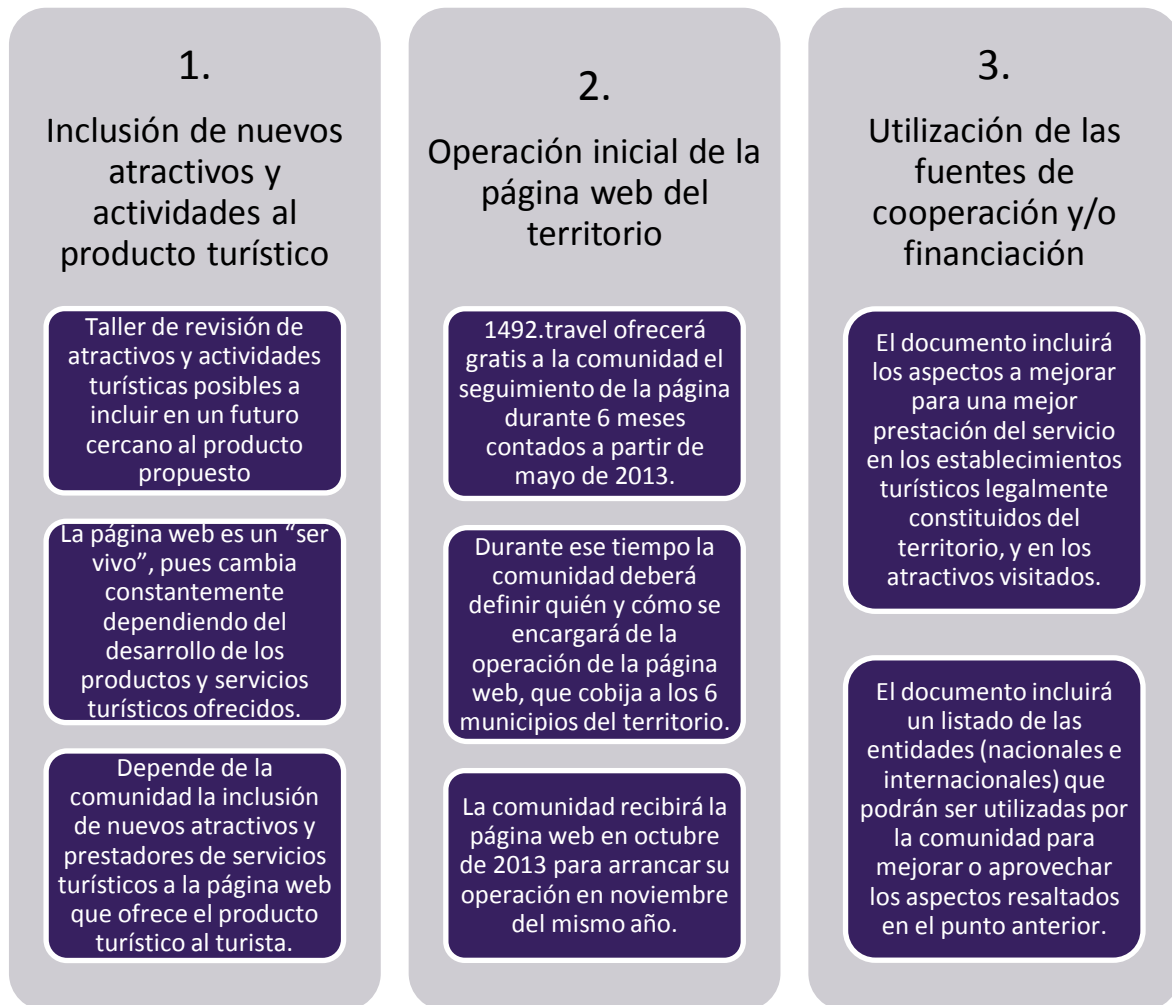 1.
Inclusión de nuevos
atractivos y
actividades al
producto turístico
Taller de revisión de
atractivos y actividades
turísticas posibles a
incluir en un futuro
cercano al producto
propuesto
La página web es un “ser
vivo”, pues cambia
constantemente
dependiendo del
desarrollo de los
productos y servicios
turísticos ofrecidos.
Depende de la
comunidad la inclusión
de nuevos atractivos y
prestadores de servicios
turísticos a la página web
que ofrece el producto
turístico al turista.
2.
Operación inicial de la
página web del
territorio
1492.travel ofrecerá
gratis a la comunidad el
seguimiento de la página
durante 6 meses
contados a partir de
mayo de 2013.
Durante ese tiempo la
comunidad deberá
definir quién y cómo se
encargará de la
operación de la página
web, que cobija a los 6
municipios del territorio.
La comunidad recibirá la
página web en octubre
de 2013 para arrancar su
operación en noviembre
del mismo año.
3.
Utilización de las
fuentes de
cooperación y/o
financiación
El documento incluirá
los aspectos a mejorar
para una mejor
prestación del servicio
en los establecimientos
turísticos legalmente
constituidos del
territorio, y en los
atractivos visitados.
El documento incluirá
un listado de las
entidades (nacionales e
internacionales) que
podrán ser utilizadas por
la comunidad para
mejorar o aprovechar
los aspectos resaltados
en el punto anterior.